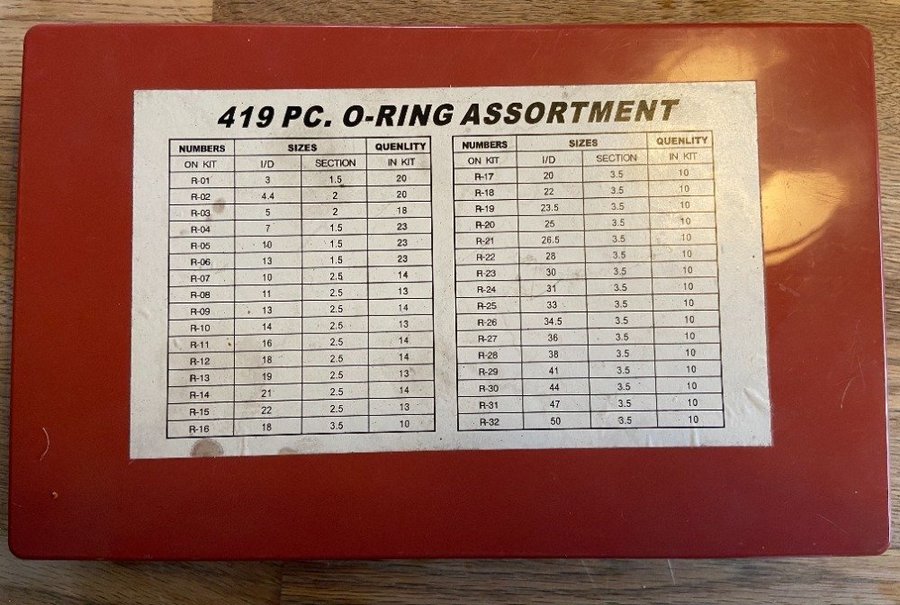 419 PC. O-RING ASSORTMENT
NUMBERS SIZES QUENLITY
ON KIT I/D SECTION IN KIT
R-01 3 1.5 20
R-02 4.4 2 20
R-03 5 2 18
R-04 7 1.5 23
R-05 10 1.5 23
R-06 13 1.5 23
R-07 10 2.5 14
R-08 11 2.5 13
R-09 13 2.5 14
R-10 14 2.5 13
R-11 16 2.5 14
R-12 18 2.5 14
R-13 19 2.5 13
R-14 21 2.5 14
R-15 22 2.5 13
R-16 18 3.5 10
NUMBERS SIZES QUENLITY
ON KIT I/D SECTION IN KIT
R-17 20 3.5 10
R-18 22 3.5 10
R-19 23.5 3.5 10
R-20 25 3.5 10
R-21 26.5 3.5 10
R-22 28 3.5 10
R-23 30 3.5 10
R-24 31 3.5 10
R-25 33 3.5 10
R-26 34.5 3.5 10
R-27 36 3.5 10
R-28 38 3.5 10
R-29 41 3.5 10
R-30 44 3.5 10
R-31 47 3.5 10
R-32 50 3.5 10